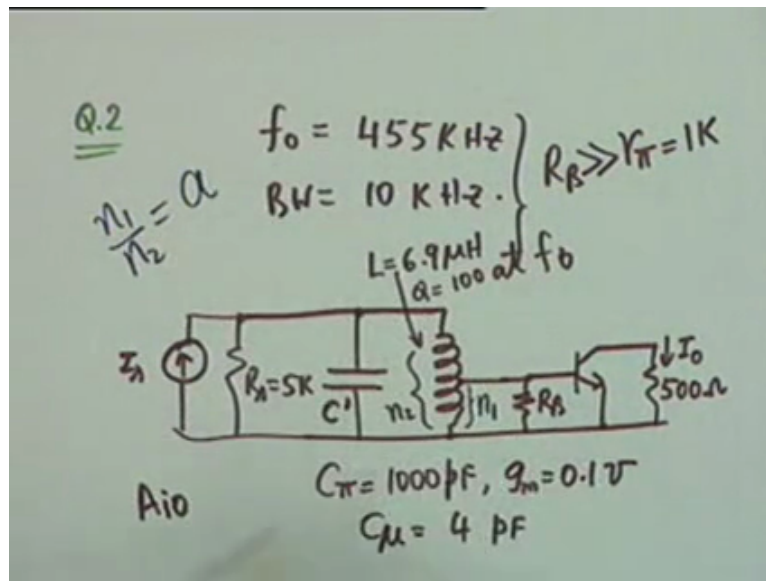 Q.2
f₀ = 455 KHz
BW = 10 KHz.
R_B ≫ r_π = 1K
n₁/n₂ = a
L = 6.9 μH
Q = 100 at f₀
I_s
R_s = 5K
C'
n₂
n₁
R_B
↓ I₀
500Ω
A_i0
C_π = 1000 pF, g_m = 0.1 ℧
C_μ = 4 pF